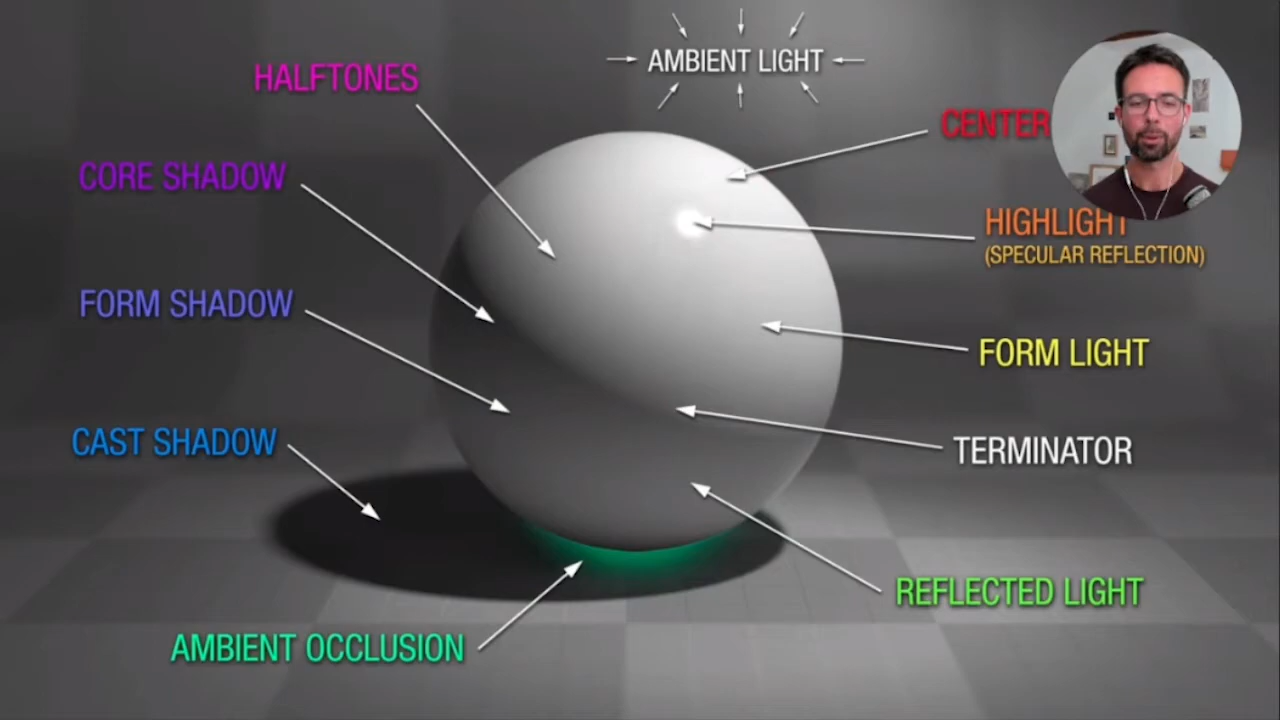 AMBIENT LIGHT
HALFTONES
CENTER
CORE SHADOW
HIGHLIGHT
(SPECULAR REFLECTION)
FORM SHADOW
FORM LIGHT
CAST SHADOW
TERMINATOR
REFLECTED LIGHT
AMBIENT OCCLUSION